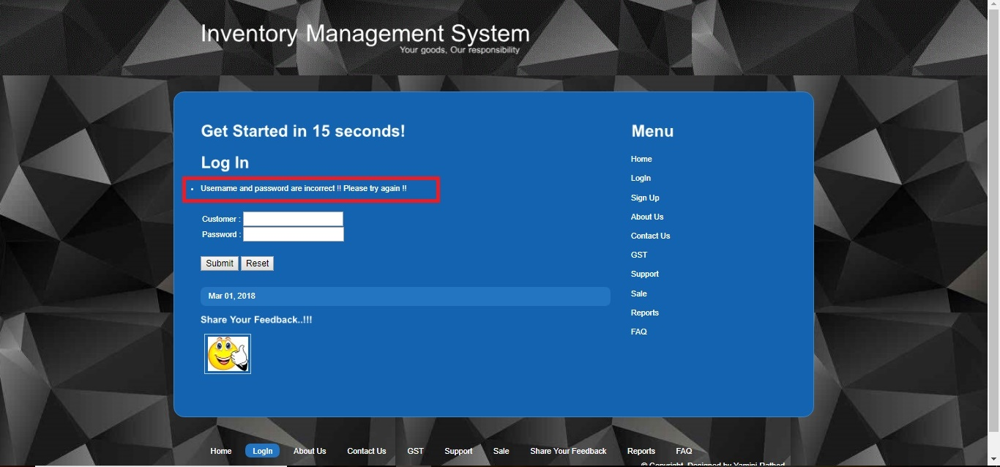 Inventory Management System
Your goods, Our responsibility
Get Started in 15 seconds!
Log In
Username and password are incorrect !! Please try again !!
Customer :
Password :
Submit Reset
Mar 01, 2018
Share Your Feedback..!!!
Menu
Home
LogIn
Sign Up
About Us
Contact Us
GST
Support
Sale
Reports
FAQ
Home LogIn About Us Contact Us GST Support Sale Share Your Feedback Reports FAQ
© Copyright. Designed by Yamini Rathod